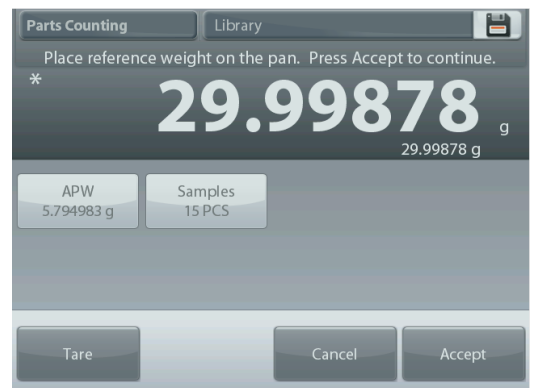 Parts Counting Library
Place reference weight on the pan. Press Accept to continue.
* 29.99878 g
29.99878 g
APW Samples
5.794983 g 15 PCS
Tare Cancel Accept